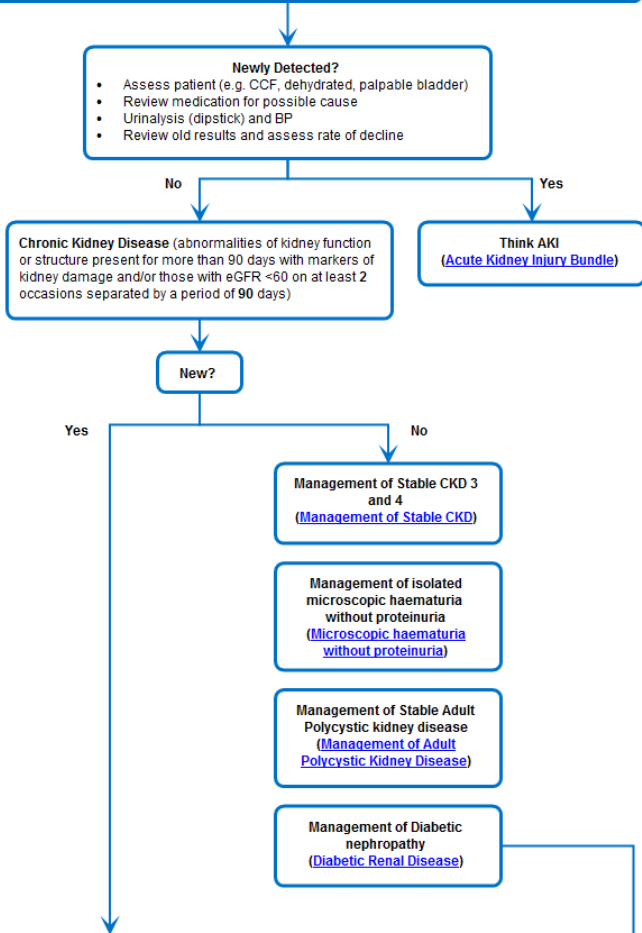 Newly Detected?
• Assess patient (e.g. CCF, dehydrated, palpable bladder)
• Review medication for possible cause
• Urinalysis (dipstick) and BP
• Review old results and assess rate of decline
No
Yes
Chronic Kidney Disease (abnormalities of kidney function
or structure present for more than 90 days with markers of
kidney damage and/or those with eGFR <60 on at least 2
occasions separated by a period of 90 days)
Think AKI
(Acute Kidney Injury Bundle)
New?
Yes
No
Management of Stable CKD 3
and 4
(Management of Stable CKD)
Management of isolated
microscopic haematuria
without proteinuria
(Microscopic haematuria
without proteinuria)
Management of Stable Adult
Polycystic kidney disease
(Management of Adult
Polycystic Kidney Disease)
Management of Diabetic
nephropaty
(Diabetic Renal Disease)